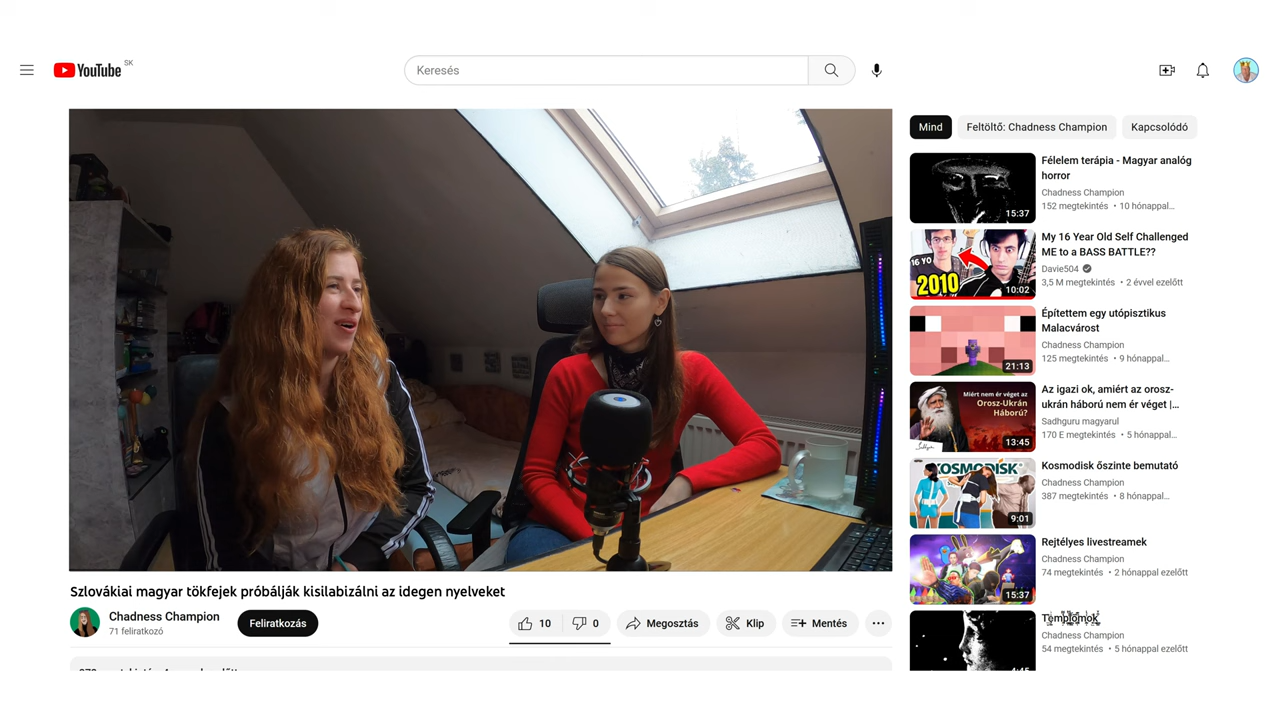 YouTube SK
Keresés
Mind
Feltöltő: Chadness Champion
Kapcsolódó
Félelem terápia - Magyar analóg
horror
Chadness Champion
152 megtekintés • 10 hónappal...
15:37
My 16 Year Old Self Challenged
ME to a BASS BATTLE??
Davie504
3,5 M megtekintés • 2 évvel ezelőtt
16 YO
2010
10:02
Építettem egy utópisztikus
Malacvárost
Chadness Champion
125 megtekintés • 9 hónappal...
21:13
Az igazi ok, amiért az orosz-
ukrán háború nem ér véget |...
Sadhguru magyarul
170 E megtekintés • 5 hónappal...
Miért nem ér véget az
Orosz-Ukrán
Háború?
13:45
Kosmodisk őszinte bemutató
Chadness Champion
387 megtekintés • 8 hónappal...
KOSMODISK
9:01
Rejtélyes livestreamek
Chadness Champion
74 megtekintés • 2 hónappal ezelőtt
15:37
Templomok
Chadness Champion
54 megtekintés • 5 hónappal ezelőtt
4:45
Szlovákiai magyar tökfejek próbálják kisilabizálni az idegen nyelveket
Chadness Champion
71 feliratkozó
Feliratkozás
10
0
Megosztás
Klip
Mentés